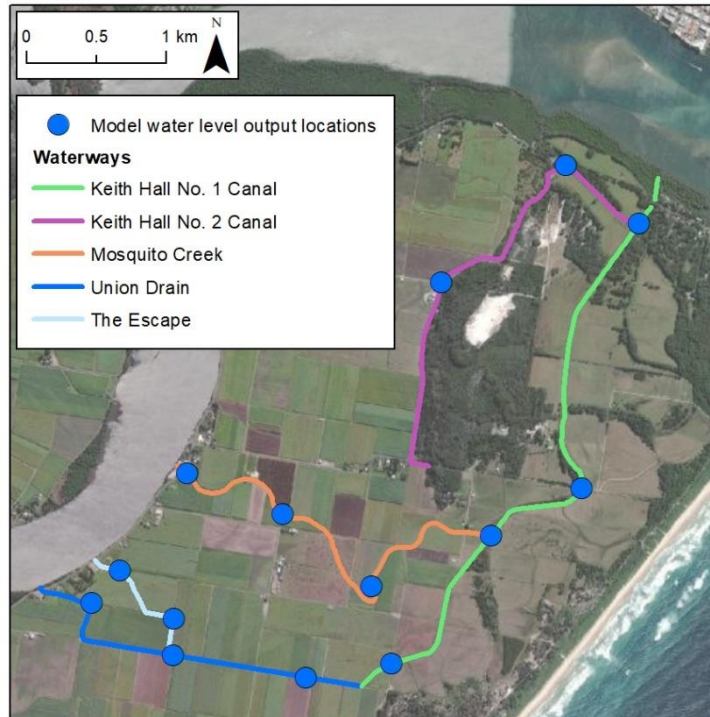 0 0.5 1 km
N
Model water level output locations
Waterways
Keith Hall No. 1 Canal
Keith Hall No. 2 Canal
Mosquito Creek
Union Drain
The Escape